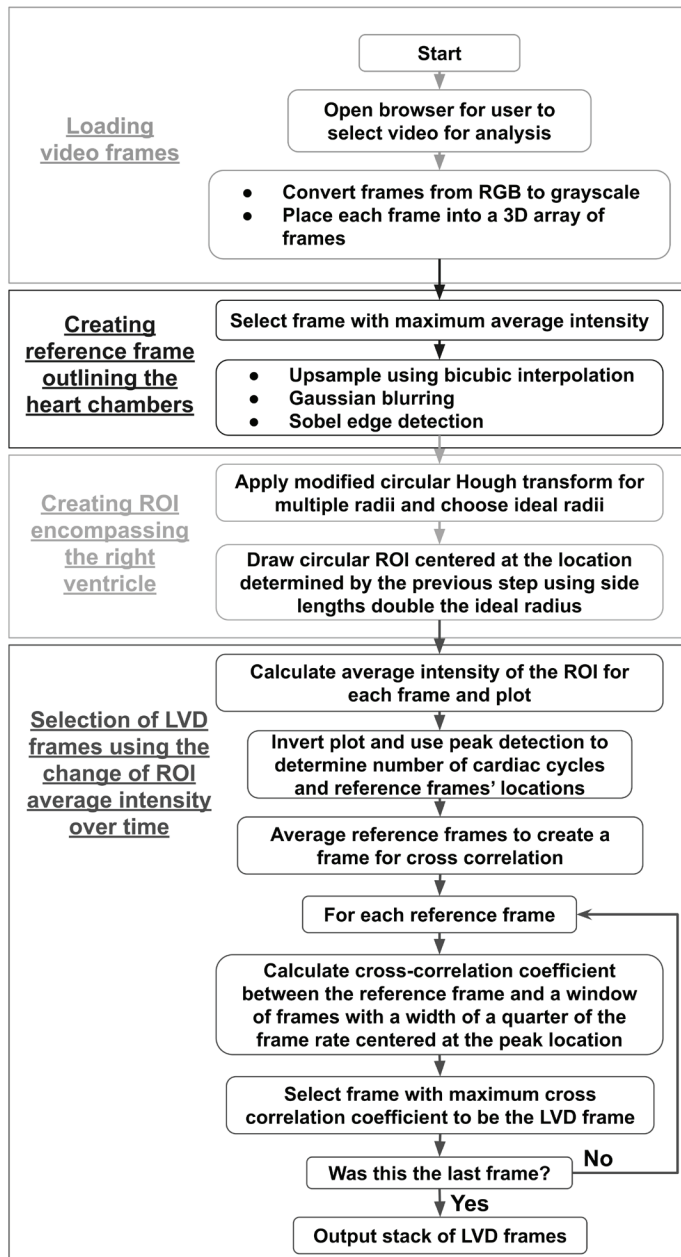 Loading
video frames
Start
Open browser for user to
select video for analysis
● Convert frames from RGB to grayscale
● Place each frame into a 3D array of
frames
Creating
reference frame
outlining the
heart chambers
Select frame with maximum average intensity
● Upsample using bicubic interpolation
● Gaussian blurring
● Sobel edge detection
Creating ROI
encompassing
the right
ventricle
Apply modified circular Hough transform for
multiple radii and choose ideal radii
Draw circular ROI centered at the location
determined by the previous step using side
lengths double the ideal radius
Selection of LVD
frames using the
change of ROI
average intensity
over time
Calculate average intensity of the ROI for
each frame and plot
Invert plot and use peak detection to
determine number of cardiac cycles
and reference frames’ locations
Average reference frames to create a
frame for cross correlation
For each reference frame
Calculate cross-correlation coefficient
between the reference frame and a window
of frames with a width of a quarter of the
frame rate centered at the peak location
Select frame with maximum cross
correlation coefficient to be the LVD frame
Was this the last frame?
No
Yes
Output stack of LVD frames